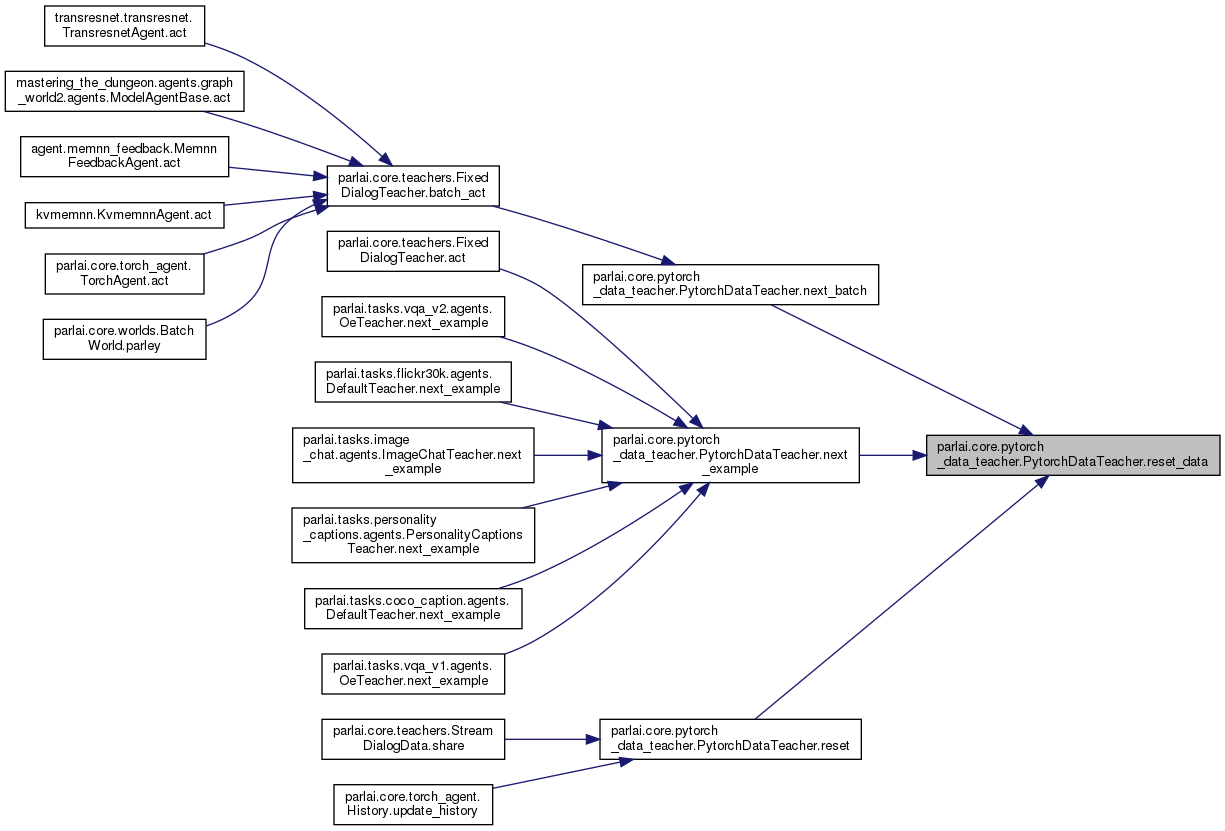 transresnet.transresnet.
TransresnetAgent.act
mastering_the_dungeon.agents.graph
_world2.agents.ModelAgentBase.act
agent.memnn_feedback.Memnn
FeedbackAgent.act
kvmemnn.KvmemnnAgent.act
parlai.core.torch_agent.
TorchAgent.act
parlai.core.worlds.Batch
World.parley
parlai.core.teachers.Fixed
DialogTeacher.batch_act
parlai.core.teachers.Fixed
DialogTeacher.act
parlai.tasks.vqa_v2.agents.
OeTeacher.next_example
parlai.tasks.flickr30k.agents.
DefaultTeacher.next_example
parlai.tasks.image
_chat.agents.ImageChatTeacher.next
_example
parlai.tasks.personality
_captions.agents.PersonalityCaptions
Teacher.next_example
parlai.tasks.coco_caption.agents.
DefaultTeacher.next_example
parlai.tasks.vqa_v1.agents.
OeTeacher.next_example
parlai.core.teachers.Stream
DialogData.share
parlai.core.torch_agent.
History.update_history
parlai.core.pytorch
_data_teacher.PytorchDataTeacher.next_batch
parlai.core.pytorch
_data_teacher.PytorchDataTeacher.next
_example
parlai.core.pytorch
_data_teacher.PytorchDataTeacher.reset
parlai.core.pytorch
_data_teacher.PytorchDataTeacher.reset_data